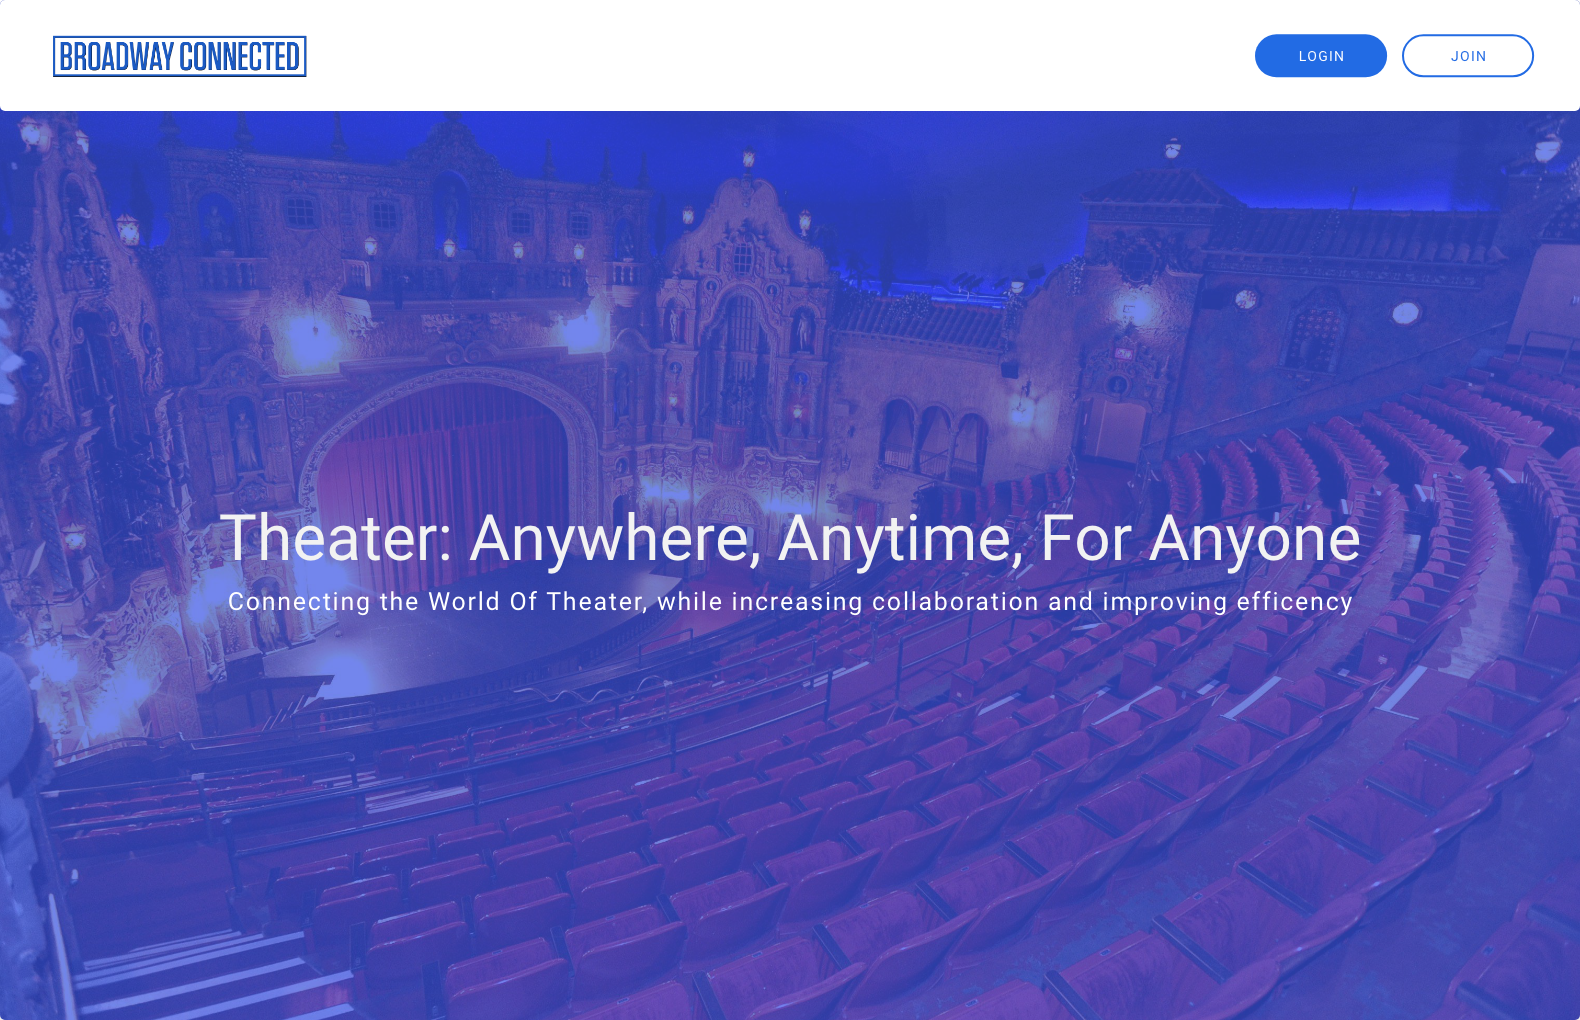 BROADWAY CONNECTED
LOGIN
JOIN
Theater: Anywhere, Anytime, For Anyone
Connecting the World Of Theater, while increasing collaboration and improving efficency